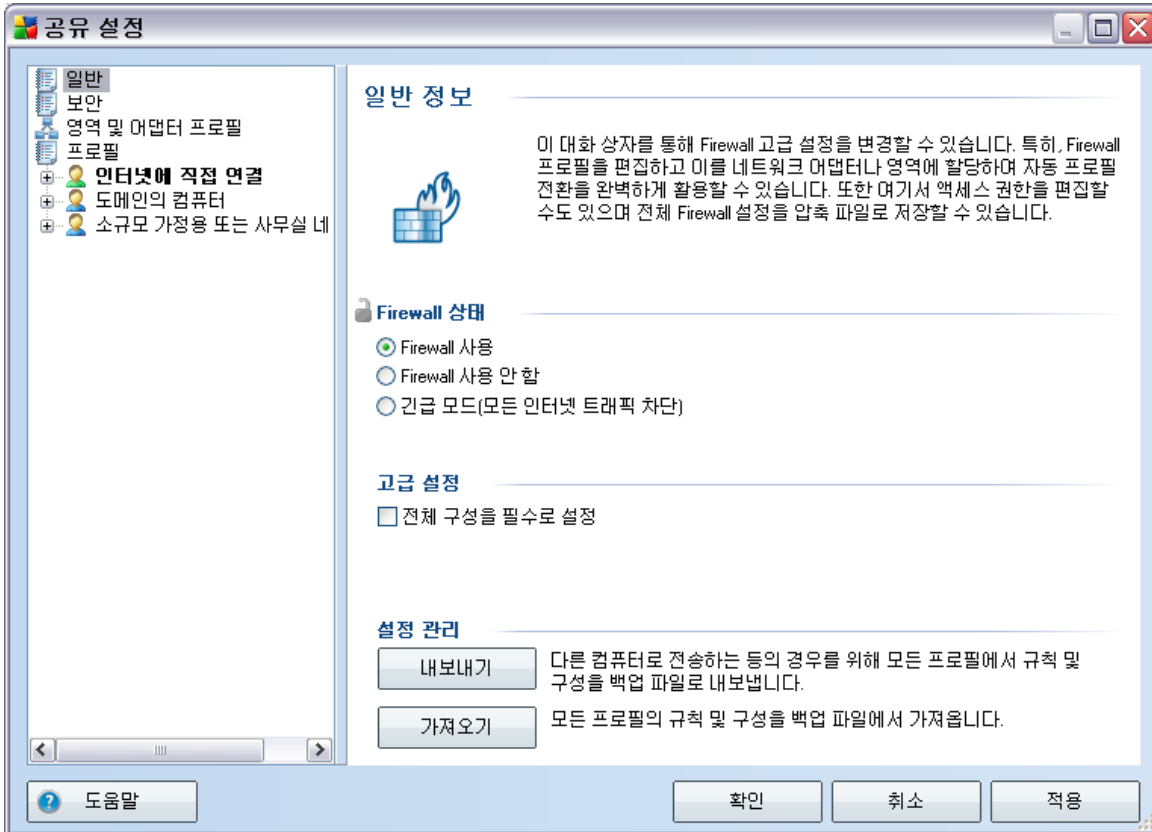 공유 설정
일반
보안
영역 및 어댑터 프로필
프로필
인터넷에 직접 연결
도메인의 컴퓨터
소규모 가정용 또는 사무실 네
일반 정보
이 대화 상자를 통해 Firewall 고급 설정을 변경할 수 있습니다. 특히, Firewall
프로필을 편집하고 이를 네트워크 어댑터나 영역에 할당하여 자동 프로필
전환을 완벽하게 활용할 수 있습니다. 또한 여기서 액세스 권한을 편집할
수도 있으며 전체 Firewall 설정을 압축 파일로 저장할 수 있습니다.
Firewall 상태
Firewall 사용
Firewall 사용 안 함
긴급 모드(모든 인터넷 트래픽 차단)
고급 설정
전체 구성을 필수로 설정
설정 관리
내보내기
다른 컴퓨터로 전송하는 등의 경우를 위해 모든 프로필에서 규칙 및
구성을 백업 파일로 내보냅니다.
가져오기
모든 프로필의 규칙 및 구성을 백업 파일에서 가져옵니다.
도움말
확인
취소
적용